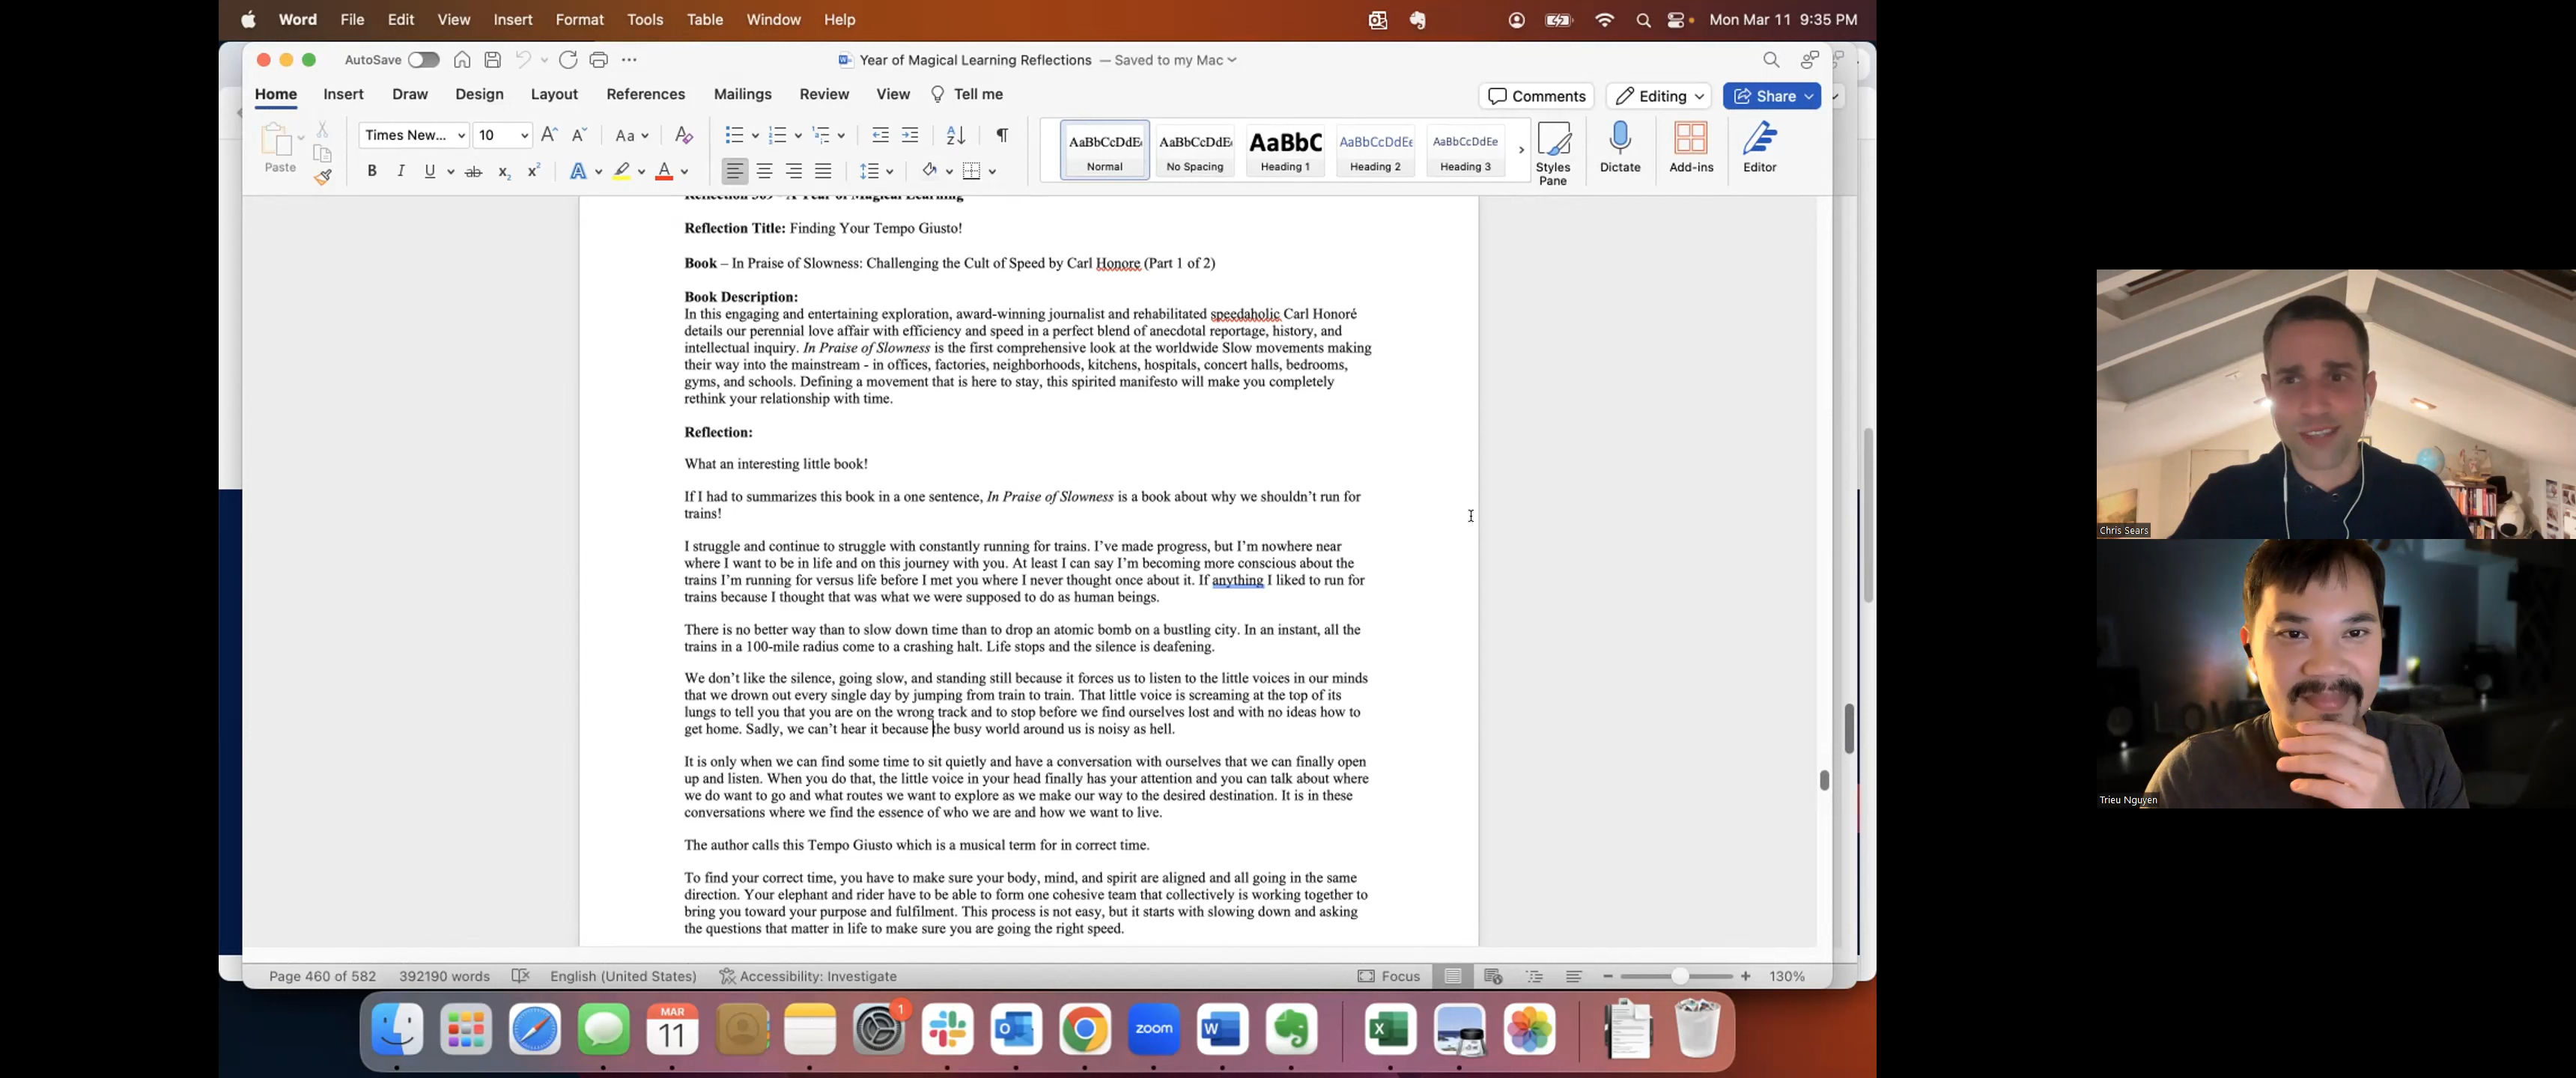 Word File Edit View Insert Format Tools Table Window Help
Mon Mar 11 9:35 PM
AutoSave
Year of Magical Learning Reflections — Saved to my Mac
Home Insert Draw Design Layout References Mailings Review View Tell me
Comments Editing Share
Paste
Times New... 10
Aa
B I U ab x₂ x²
AaBbCcDdE AaBbCcDdE AaBbC AaBbCcDdE AaBbCcDdEe
Normal No Spacing Heading 1 Heading 2 Heading 3
Styles Pane
Dictate Add-ins Editor
Reflection 369 - A Year of Magical Learning
Reflection Title: Finding Your Tempo Giusto!
Book – In Praise of Slowness: Challenging the Cult of Speed by Carl Honore (Part 1 of 2)
Book Description:
In this engaging and entertaining exploration, award-winning journalist and rehabilitated speedaholic Carl Honoré
details our perennial love affair with efficiency and speed in a perfect blend of anecdotal reportage, history, and
intellectual inquiry. In Praise of Slowness is the first comprehensive look at the worldwide Slow movements making
their way into the mainstream - in offices, factories, neighborhoods, kitchens, hospitals, concert halls, bedrooms,
gyms, and schools. Defining a movement that is here to stay, this spirited manifesto will make you completely
rethink your relationship with time.
Reflection:
What an interesting little book!
If I had to summarizes this book in a one sentence, In Praise of Slowness is a book about why we shouldn't run for
trains!
I struggle and continue to struggle with constantly running for trains. I've made progress, but I'm nowhere near
where I want to be in life and on this journey with you. At least I can say I'm becoming more conscious about the
trains I'm running for versus life before I met you where I never thought once about it. If anything I liked to run for
trains because I thought that was what we were supposed to do as human beings.
There is no better way than to slow down time than to drop an atomic bomb on a bustling city. In an instant, all the
trains in a 100-mile radius come to a crashing halt. Life stops and the silence is deafening.
We don't like the silence, going slow, and standing still because it forces us to listen to the little voices in our minds
that we drown out every single day by jumping from train to train. That little voice is screaming at the top of its
lungs to tell you that you are on the wrong track and to stop before we find ourselves lost and with no ideas how to
get home. Sadly, we can't hear it because the busy world around us is noisy as hell.
It is only when we can find some time to sit quietly and have a conversation with ourselves that we can finally open
up and listen. When you do that, the little voice in your head finally has your attention and you can talk about where
we do want to go and what routes we want to explore as we make our way to the desired destination. It is in these
conversations where we find the essence of who we are and how we want to live.
The author calls this Tempo Giusto which is a musical term for in correct time.
To find your correct time, you have to make sure your body, mind, and spirit are aligned and all going in the same
direction. Your elephant and rider have to be able to form one cohesive team that collectively is working together to
bring you toward your purpose and fulfilment. This process is not easy, but it starts with slowing down and asking
the questions that matter in life to make sure you are going the right speed.
Page 460 of 582 392190 words English (United States) Accessibility: Investigate
Focus 130%
MAR
11
1
zoom
Chris Sears
Trieu Nguyen